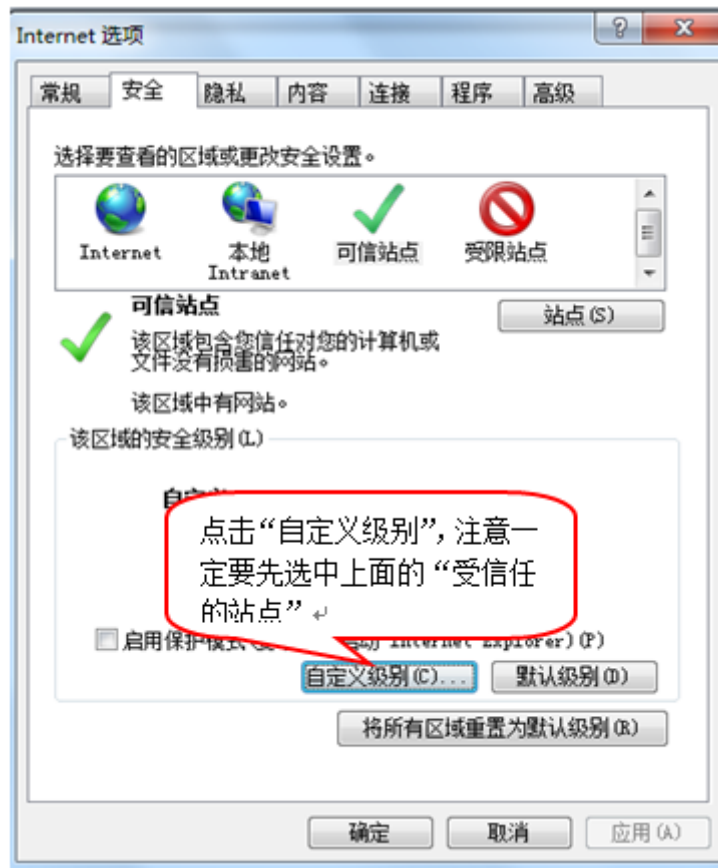 Internet 选项
常规 安全 隐私 内容 连接 程序 高级
选择要查看的区域或更改安全设置。
Internet 本地 Intranet 可信站点 受限站点
可信站点
站点(S)
该区域包含您信任对您的计算机或
文件没有损害的网站。
该区域中有网站。
该区域的安全级别(L)
点击“自定义级别”，注意一
定要先选中上面的“受信任
的站点”↵
启用保护模式 Internet Explorer)(P)
自定义级别(C)... 默认级别(D)
将所有区域重置为默认级别(R)
确定 取消 应用(A)